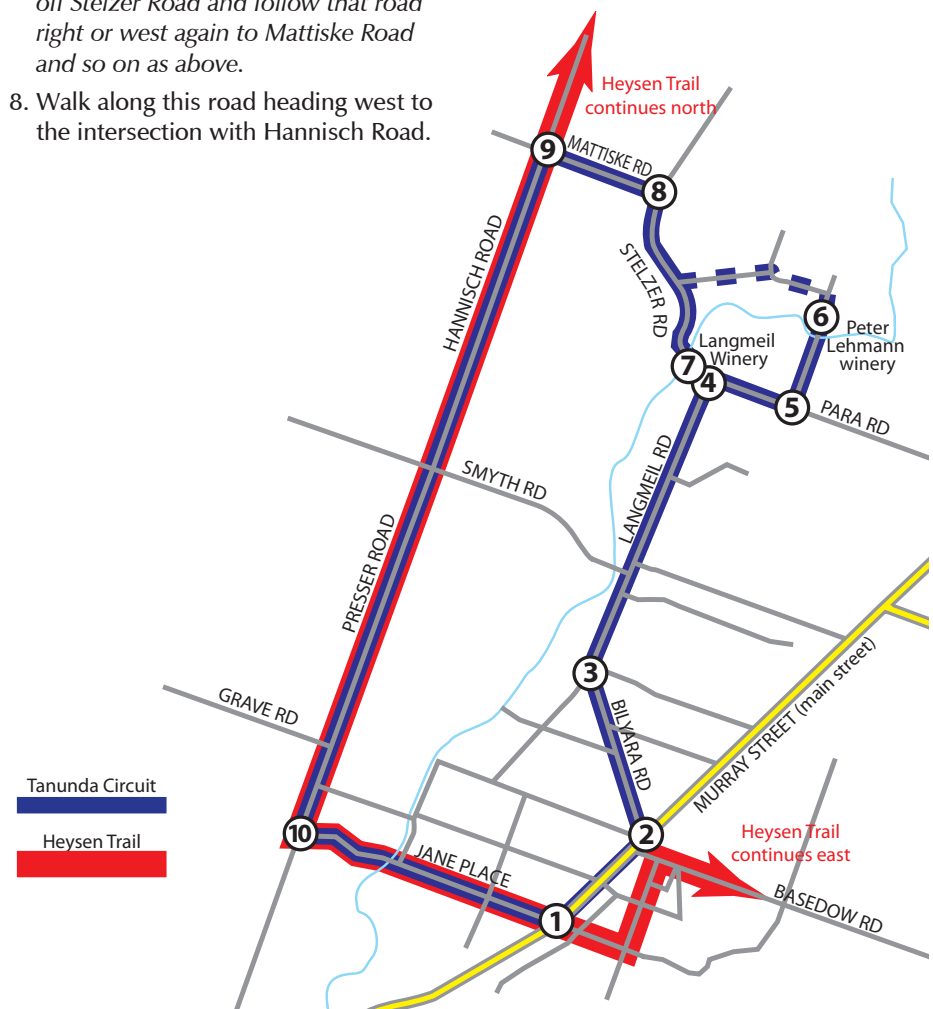 off Stelzer Road and follow that road
right or west again to Mattiske Road
and so on as above.
8. Walk along this road heading west to
the intersection with Hannisch Road.
Heysen Trail
continues north
9
MATTISKE RD
8
HANNISCH ROAD
STELZER RD
6
Peter
Lehmann
winery
Langmeil
Winery
7
4
5
PARA RD
SMYTH RD
LANGMEIL RD
PRESSER ROAD
3
GRAVE RD
BILYARA RD
MURRAY STREET (main street)
Tanunda Circuit
Heysen Trail
10
JANE PLACE
2
Heysen Trail
continues east
BASEDOW RD
1